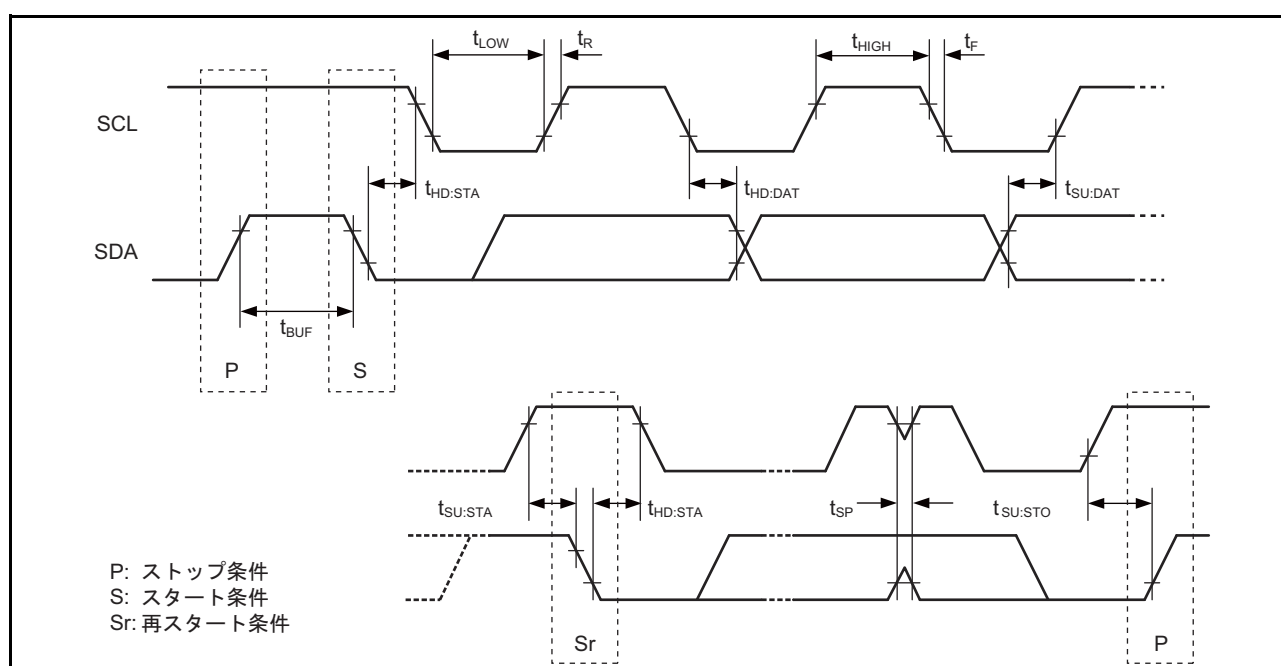 tLOW
tR
tHIGH
tF
SCL
tHD:STA
tHD:DAT
tSU:DAT
SDA
tBUF
P
S
tSU:STA
tHD:STA
tSP
tSU:STO
P: ストップ条件
S: スタート条件
Sr: 再スタート条件
Sr
P